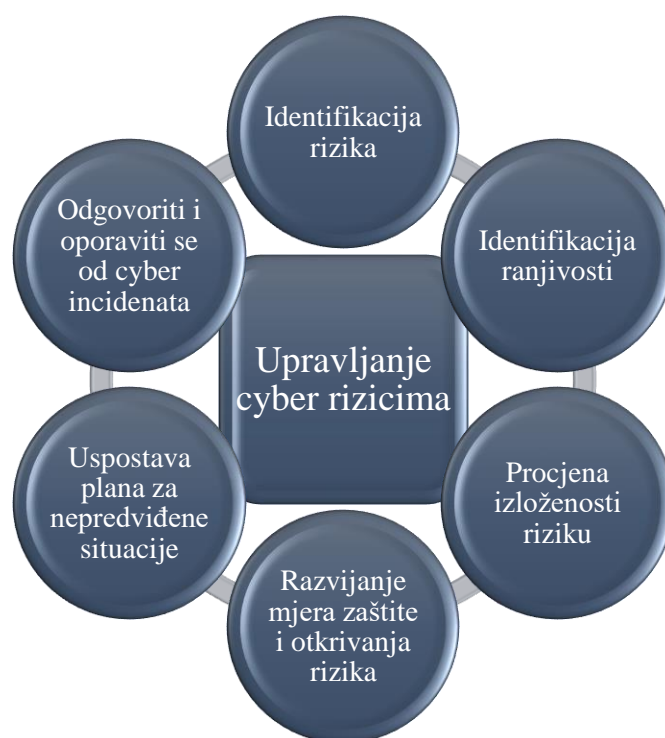 Identifikacija
rizika
Identifikacija
ranjivosti
Procjena
izloženosti
riziku
Razvijanje
mjera zaštite
i otkrivanja
rizika
Uspostava
plana za
nepredviđene
situacije
Odgovoriti i
oporaviti se
od cyber
incidenata
Upravljanje
cyber rizicima